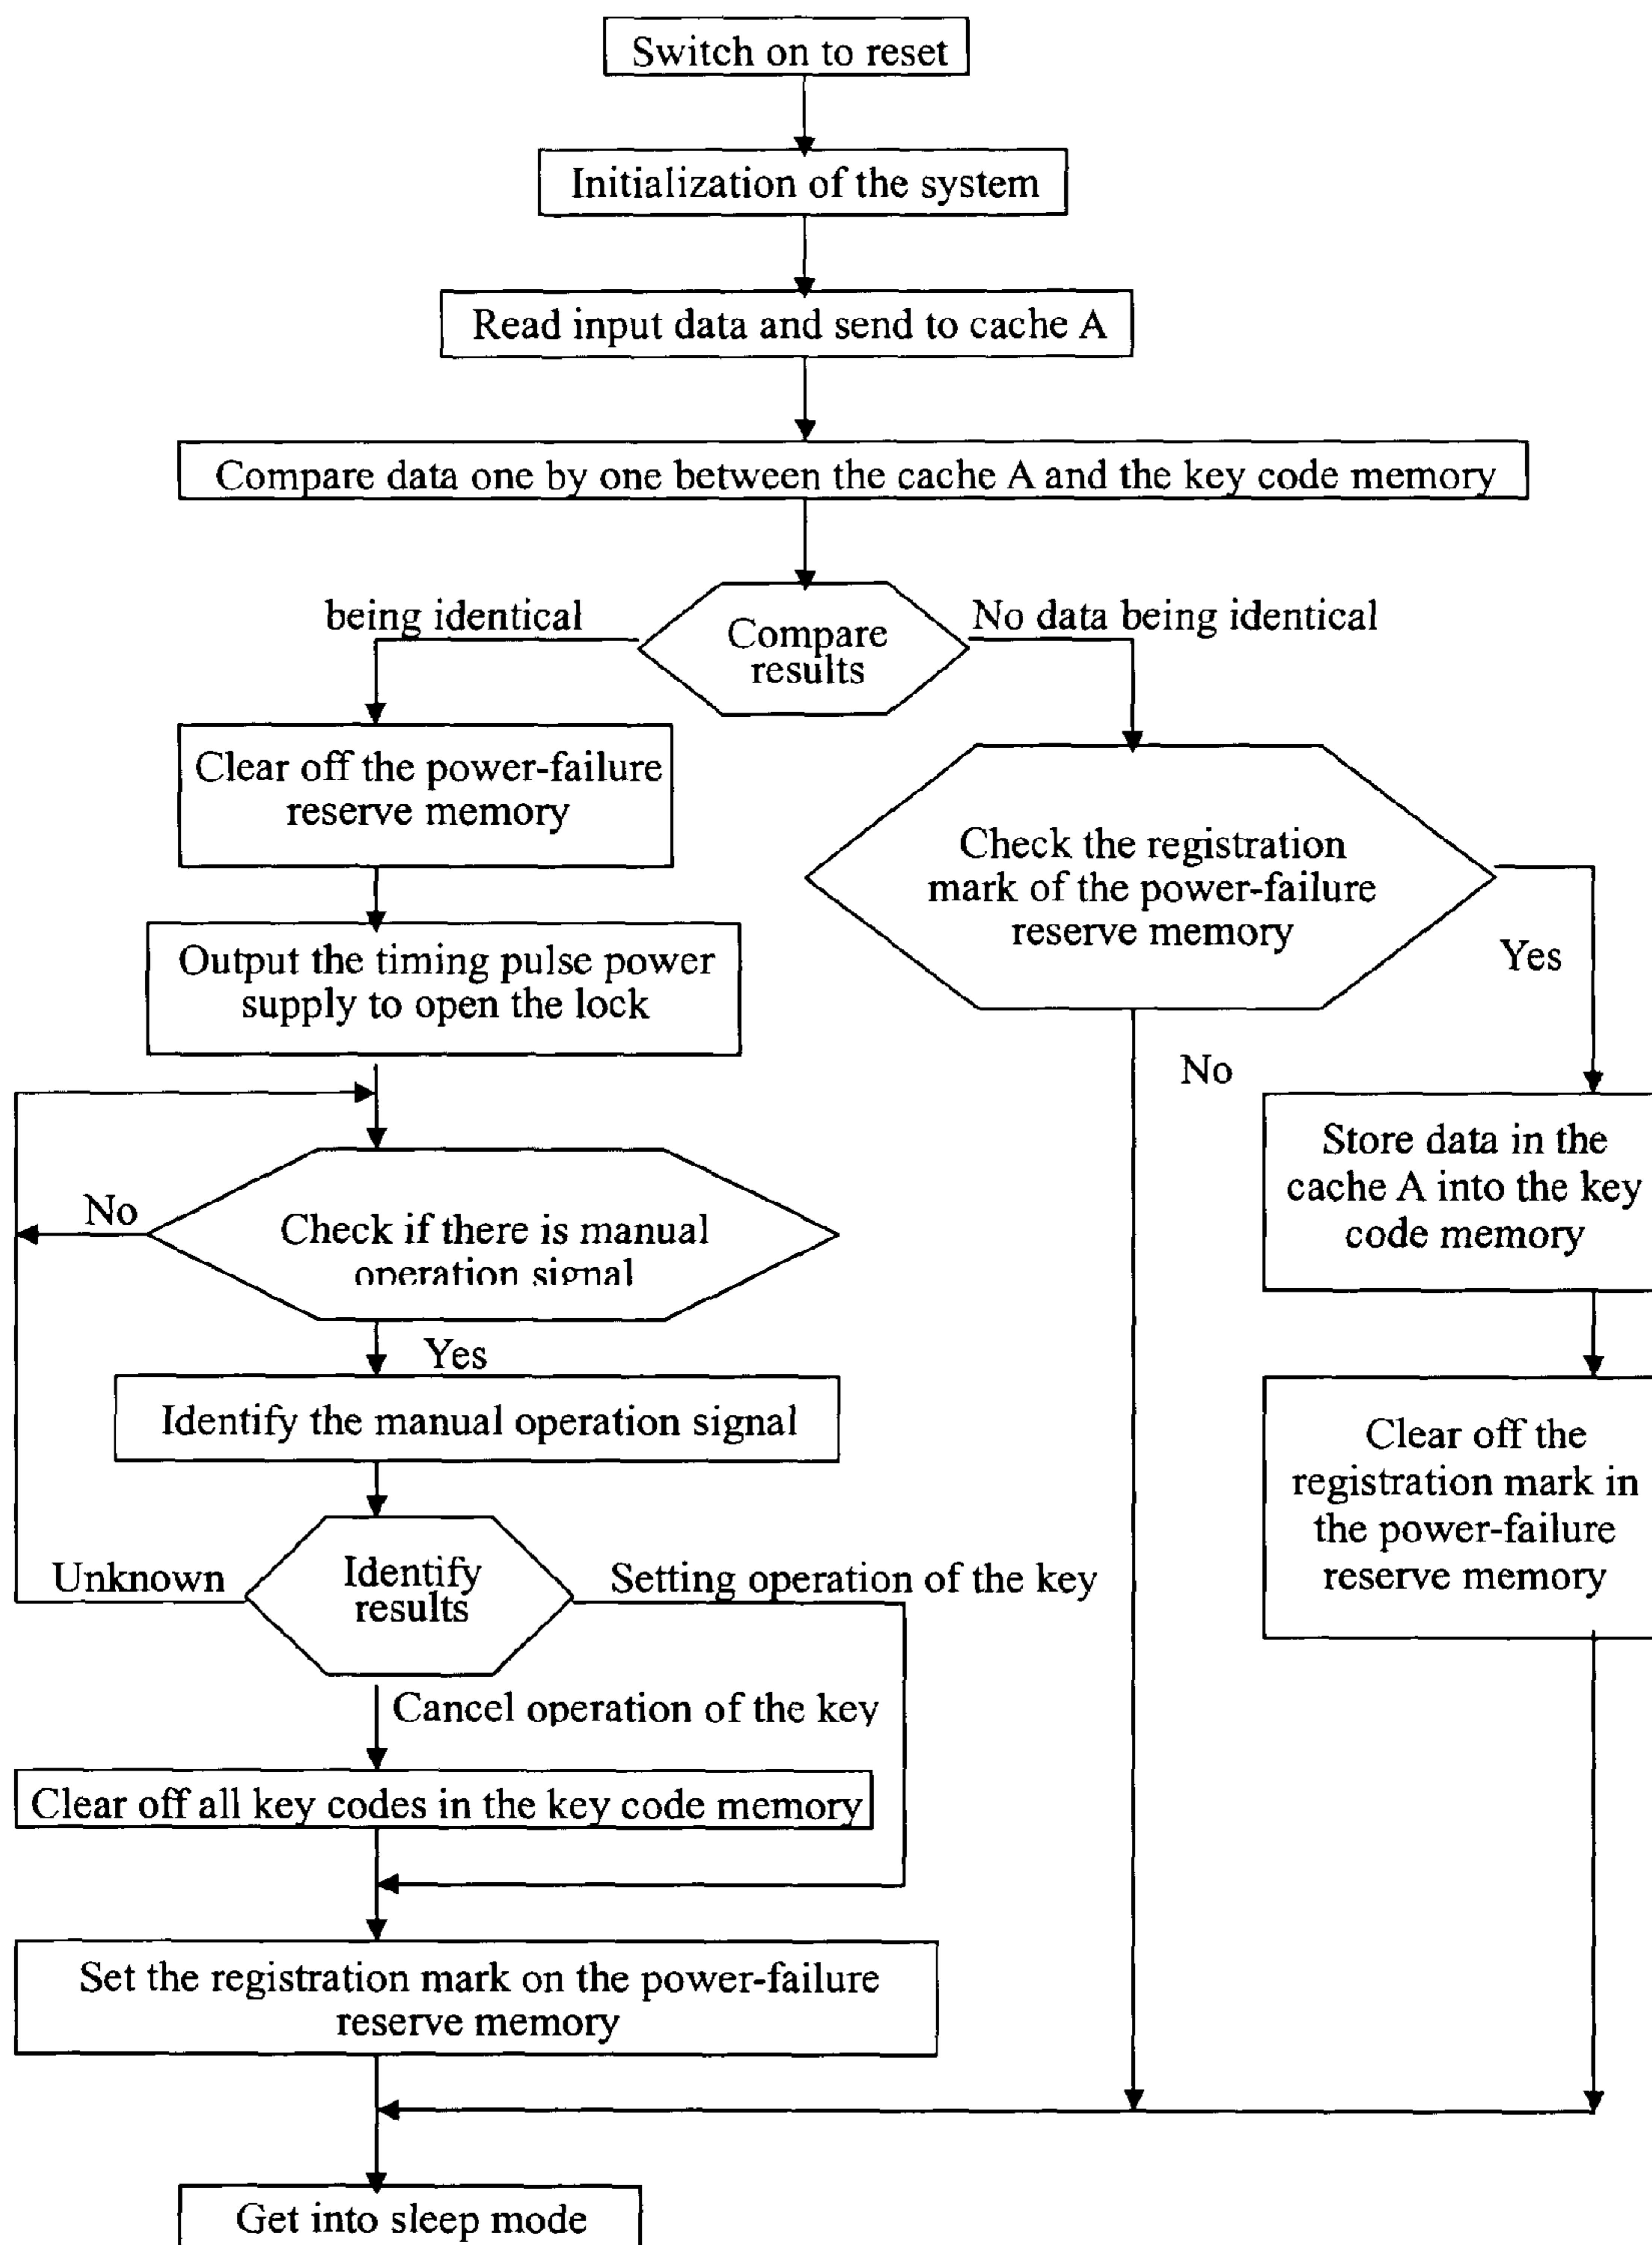 Switch on to reset
Initialization of the system
Read input data and send to cache A
Compare data one by one between the cache A and the key code memory
being identical
No data being identical
Compare
results
Clear off the power-failure
reserve memory
Check the registration
mark of the power-failure
reserve memory
Yes
Output the timing pulse power
supply to open the lock
No
Store data in the
cache A into the key
code memory
No
Check if there is manual
operation signal
Yes
Identify the manual operation signal
Clear off the
registration mark in
the power-failure
reserve memory
Unknown
Identify
results
Setting operation of the key
Cancel operation of the key
Clear off all key codes in the key code memory
Set the registration mark on the power-failure
reserve memory
Get into sleep mode